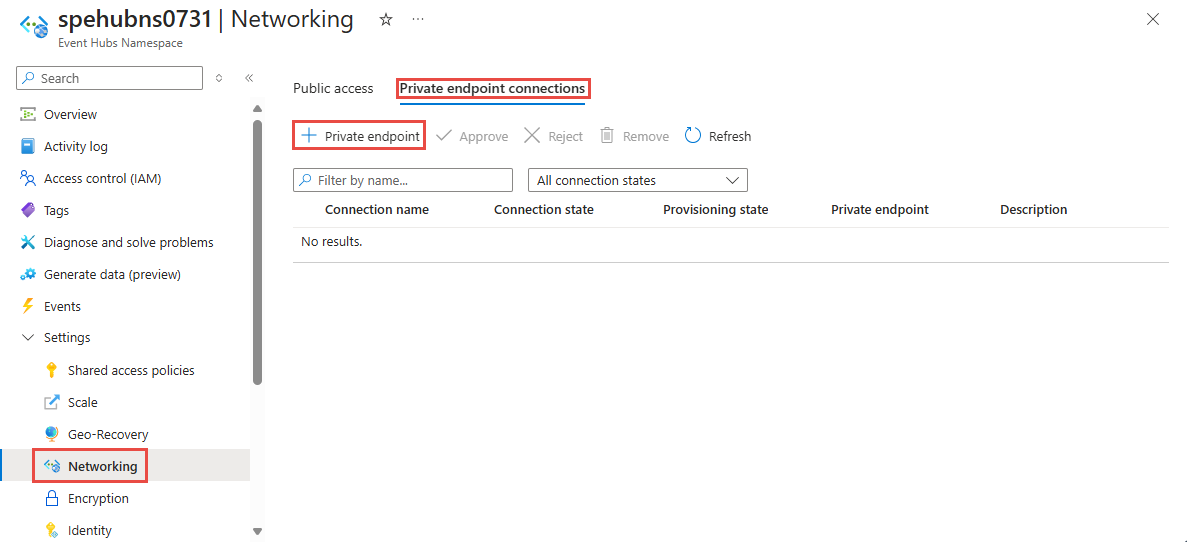 spehubns0731 | Networking
Event Hubs Namespace
Search
Overview
Activity log
Access control (IAM)
Tags
Diagnose and solve problems
Generate data (preview)
Events
Settings
Shared access policies
Scale
Geo-Recovery
Networking
Encryption
Identity
Public access Private endpoint connections
Private endpoint Approve Reject Remove Refresh
Filter by name... All connection states
Connection name Connection state Provisioning state Private endpoint Description
No results.